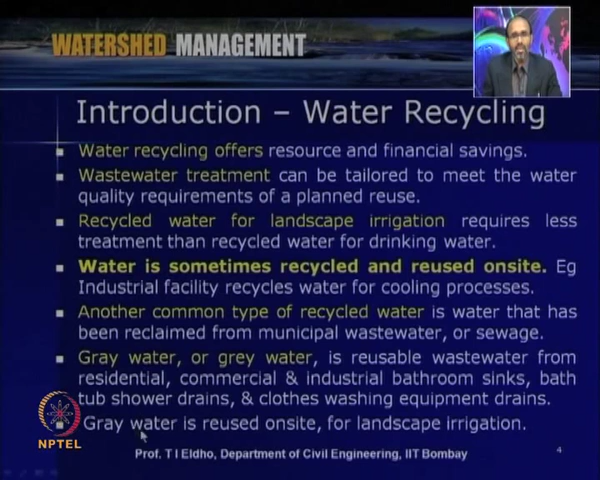 WATERSHED MANAGEMENT
Introduction – Water Recycling
Water recycling offers resource and financial savings.
Wastewater treatment can be tailored to meet the water
quality requirements of a planned reuse.
Recycled water for landscape irrigation requires less
treatment than recycled water for drinking water.
Water is sometimes recycled and reused onsite. Eg
Industrial facility recycles water for cooling processes.
Another common type of recycled water is water that has
been reclaimed from municipal wastewater, or sewage.
Gray water, or grey water, is reusable wastewater from
residential, commercial & industrial bathroom sinks, bath
tub shower drains, & clothes washing equipment drains.
Gray water is reused onsite, for landscape irrigation.
NPTEL
Prof. T I Eldho, Department of Civil Engineering, IIT Bombay
4